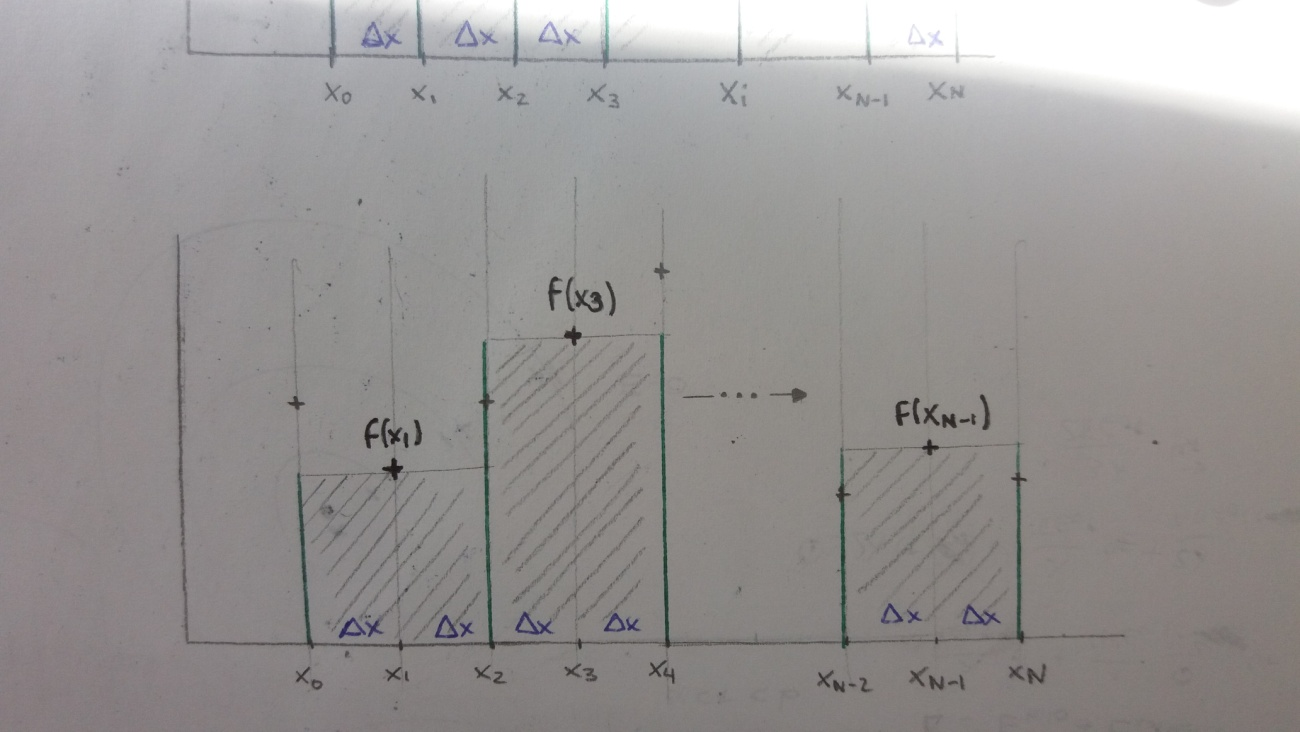 Δx Δx Δx Δx
x₀ x₁ x₂ x₃ xi xN-1 xN
f(x3)
f(xN-1)
f(x1)
Δx Δx Δx Δx Δx Δx
x₀ x₁ x₂ x₃ x4 xN-2 xN-1 xN